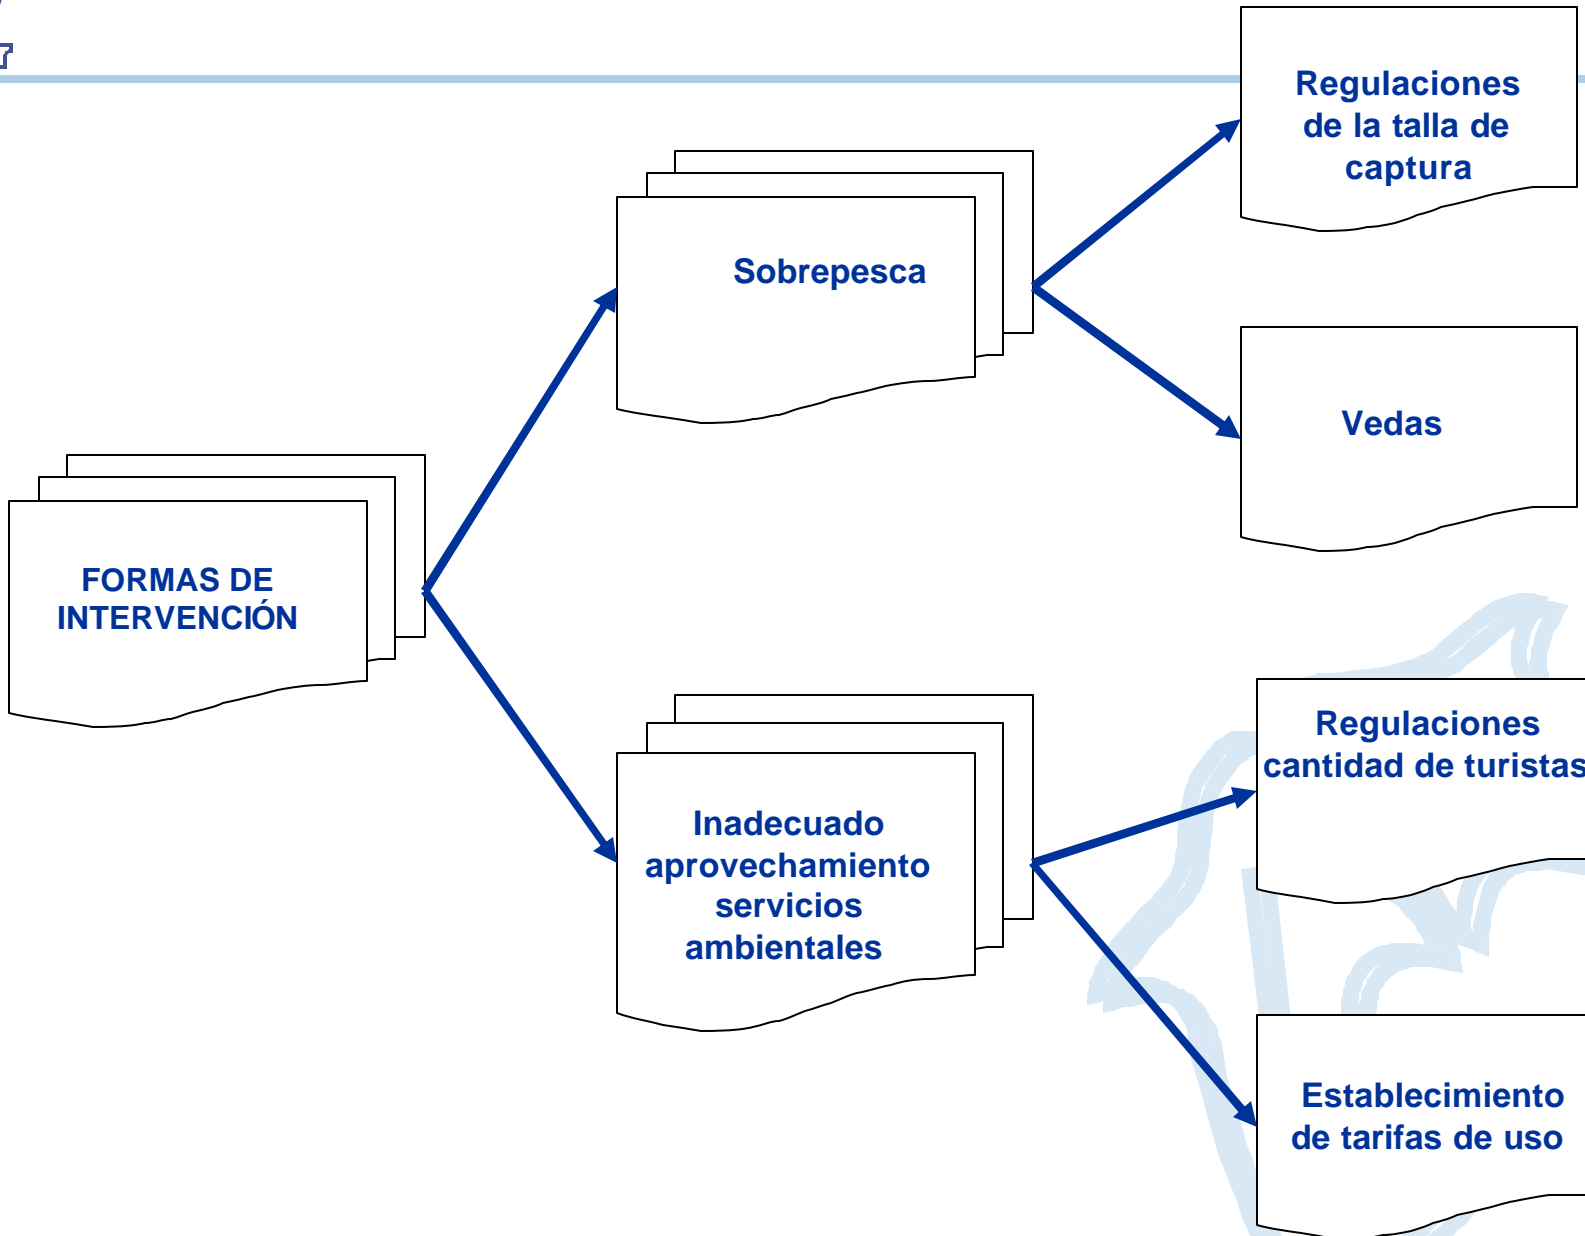 Regulaciones
de la talla de
captura
Sobrepesca
Vedas
FORMAS DE
INTERVENCIÓN
Regulaciones
cantidad de turistas
Inadecuado
aprovechamiento
servicios
ambientales
Establecimiento
de tarifas de uso